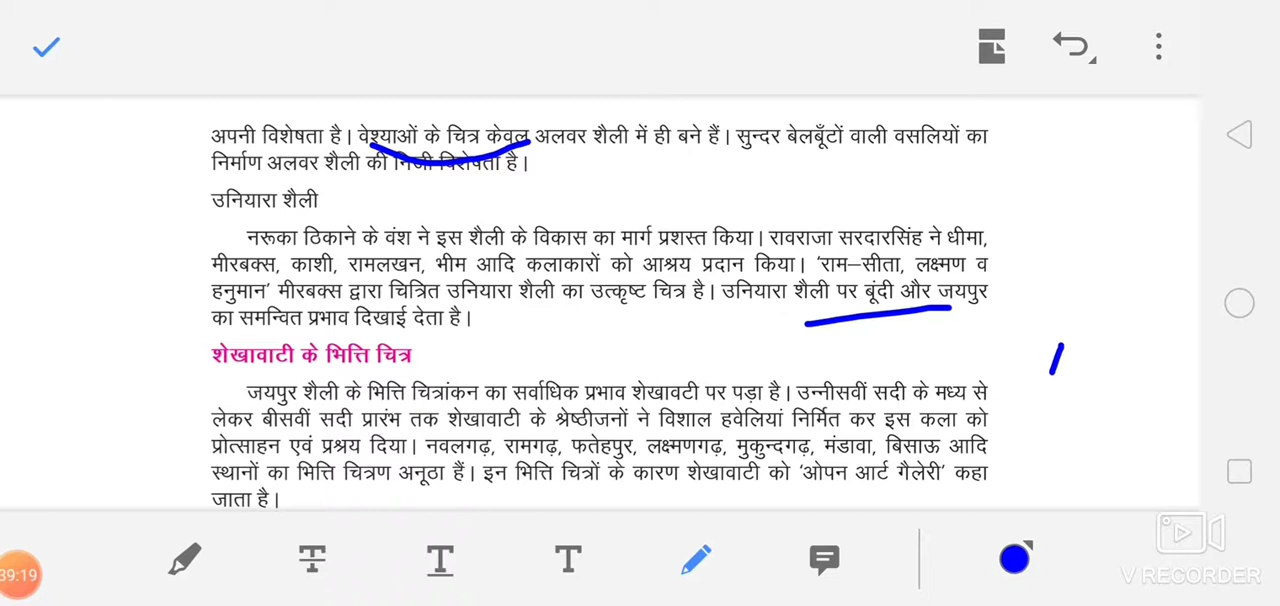 अपनी विशेषता है। वेश्याओं के चित्र केवल अलवर शैली में ही बने हैं। सुन्दर बेलबूँटों वाली वसलियों का
निर्माण अलवर शैली की निजी विशेषता है।
उनियारा शैली
नरूका ठिकाने के वंश ने इस शैली के विकास का मार्ग प्रशस्त किया। रावराजा सरदारसिंह ने धीमा,
मीरबक्स, काशी, रामलखन, भीम आदि कलाकारों को आश्रय प्रदान किया। ‘राम–सीता, लक्ष्मण व
हनुमान’ मीरबक्स द्वारा चित्रित उनियारा शैली का उत्कृष्ट चित्र है। उनियारा शैली पर बूंदी और जयपुर
का समन्वित प्रभाव दिखाई देता है।
शेखावाटी के भित्ति चित्र
जयपुर शैली के भित्ति चित्रांकन का सर्वाधिक प्रभाव शेखावटी पर पड़ा है। उन्नीसवीं सदी के मध्य से
लेकर बीसवीं सदी प्रारंभ तक शेखावाटी के श्रेष्ठीजनों ने विशाल हवेलियां निर्मित कर इस कला को
प्रोत्साहन एवं प्रश्रय दिया। नवलगढ़, रामगढ़, फतेहपुर, लक्ष्मणगढ़, मुकुन्दगढ़, मंडावा, बिसाऊ आदि
स्थानों का भित्ति चित्रण अनूठा हैं। इन भित्ति चित्रों के कारण शेखावाटी को ‘ओपन आर्ट गैलेरी’ कहा
जाता है।
T T T
39:19
V RECORDER